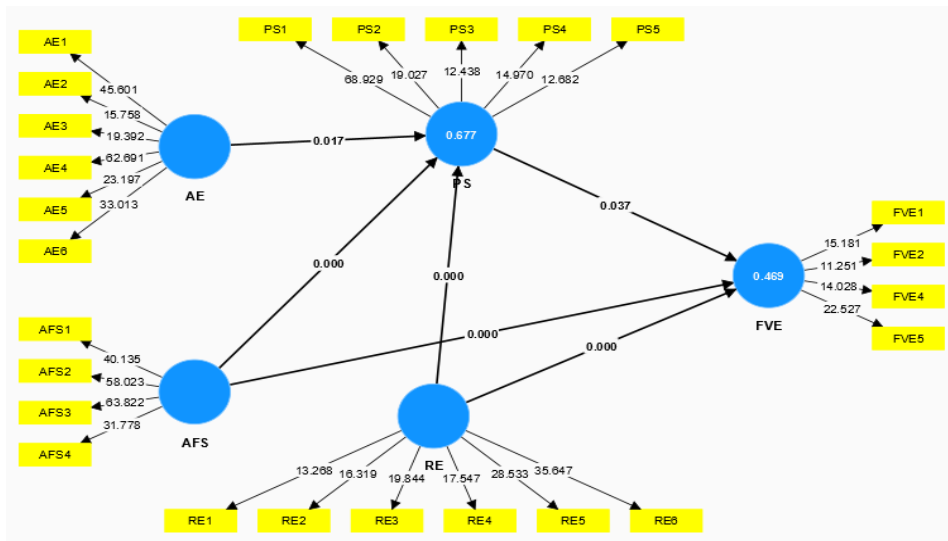 PS1 PS2 PS3 PS4 PS5
AE1
AE2
AE3
AE4
AE5
AE6
45.601
15.758
19.392
62.691
23.197
33.013
AE
68.929 19.027 12.438 14.970 12.682
0.677
PS
0.017
0.037
0.000
0.000
0.000
0.000
FVE1
FVE2
FVE4
FVE5
15.181
11.251
14.028
22.527
0.469
FVE
AFS1
AFS2
AFS3
AFS4
40.135
58.023
63.822
31.778
AFS
RE
13.268 16.319 19.844 17.547 28.533 35.647
RE1 RE2 RE3 RE4 RE5 RE6